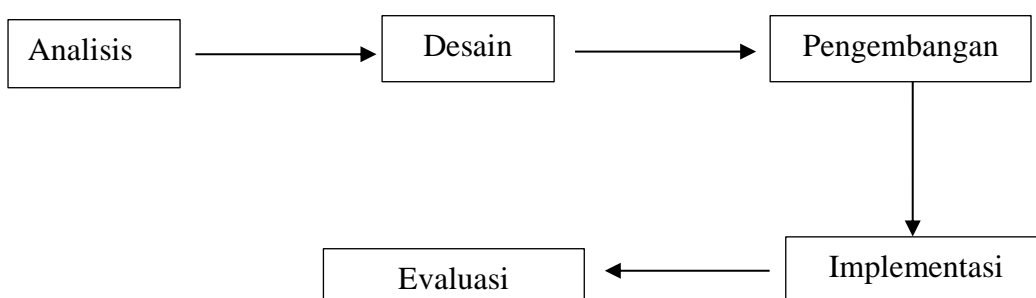 Analisis
Desain
Pengembangan
Implementasi
Evaluasi